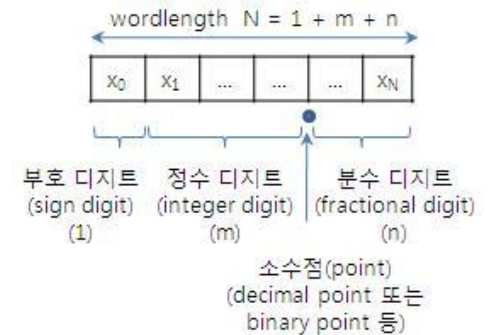 wordlength N = 1 + m + n
x0 x1 ... ... ... xN
부호 디지트 정수 디지트 분수 디지트
(sign digit) (integer digit) (fractional digit)
(1) (m) (n)
소수점(point)
(decimal point 또는
binary point 등)